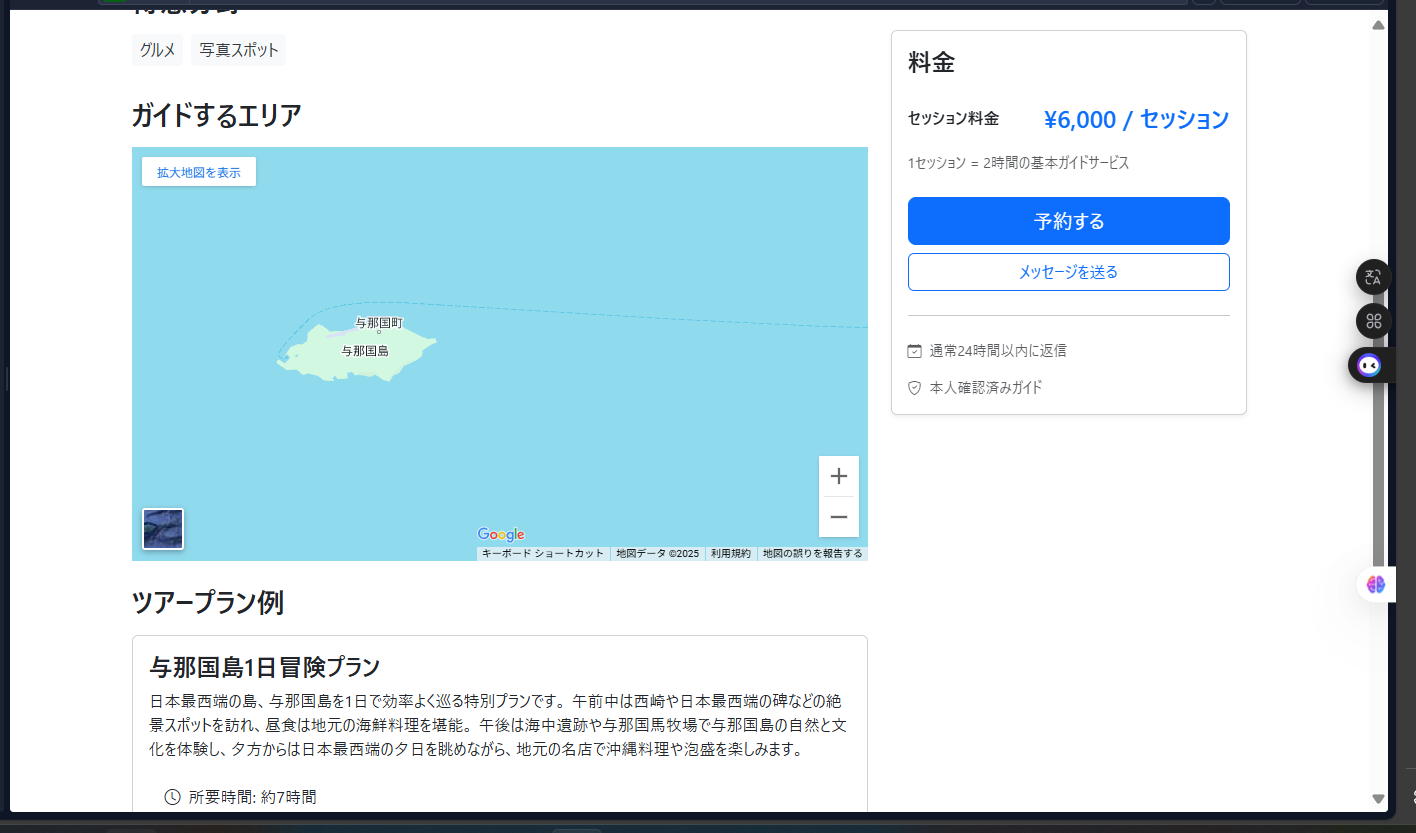 グルメ
写真スポット
ガイドするエリア
拡大地図を表示
与那国町
与那国島
Google
キーボード ショートカット
地図データ ©2025
利用規約
地図の誤りを報告する
ツアープラン例
与那国島1日冒険プラン
日本最西端の島、与那国島を1日で効率よく巡る特別プランです。午前中は西崎や日本最西端の碑などの絶
景スポットを訪れ、昼食は地元の海鮮料理を堪能。午後は海中遺跡や与那国馬牧場で与那国島の自然と文
化を体験し、夕方からは日本最西端の夕日を眺めながら、地元の名店で沖縄料理や泡盛を楽しみます。
所要時間: 約7時間
料金
セッション料金
¥6,000 / セッション
1セッション = 2時間の基本ガイドサービス
予約する
メッセージを送る
通常24時間以内に返信
本人確認済みガイド